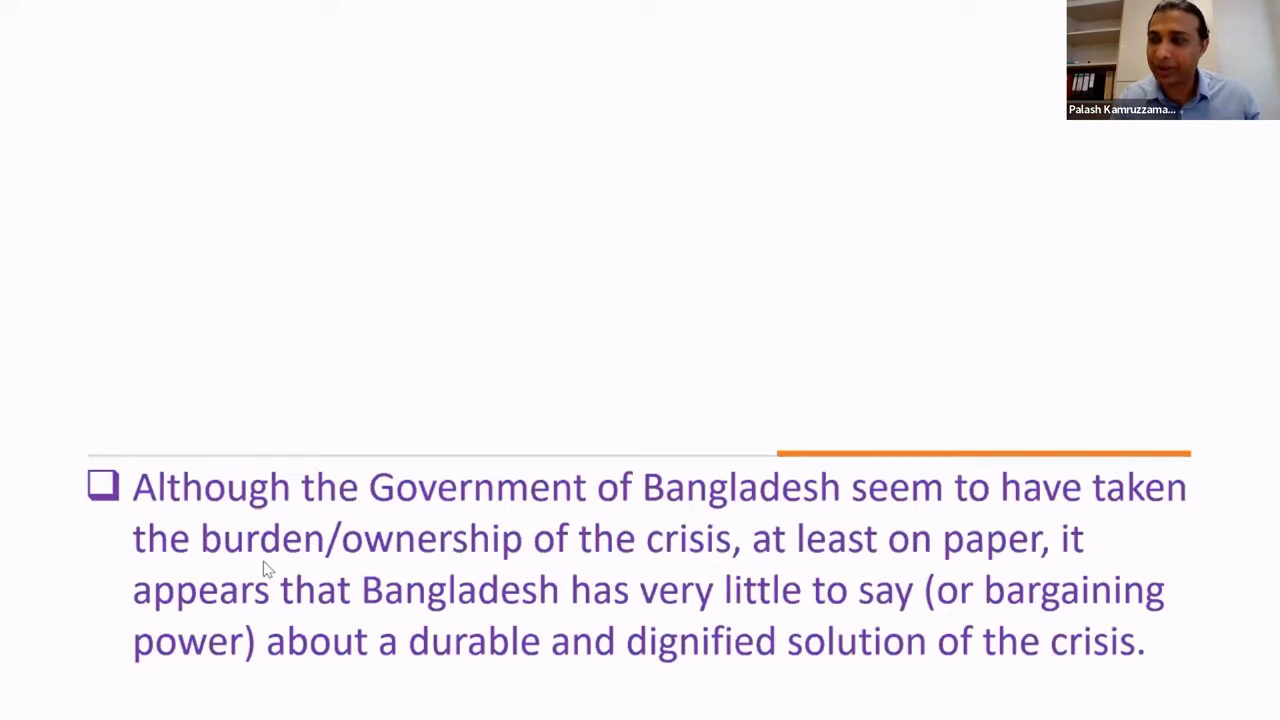 Palash Kamruzzama...
❑ Although the Government of Bangladesh seem to have taken
the burden/ownership of the crisis, at least on paper, it
appears that Bangladesh has very little to say (or bargaining
power) about a durable and dignified solution of the crisis.